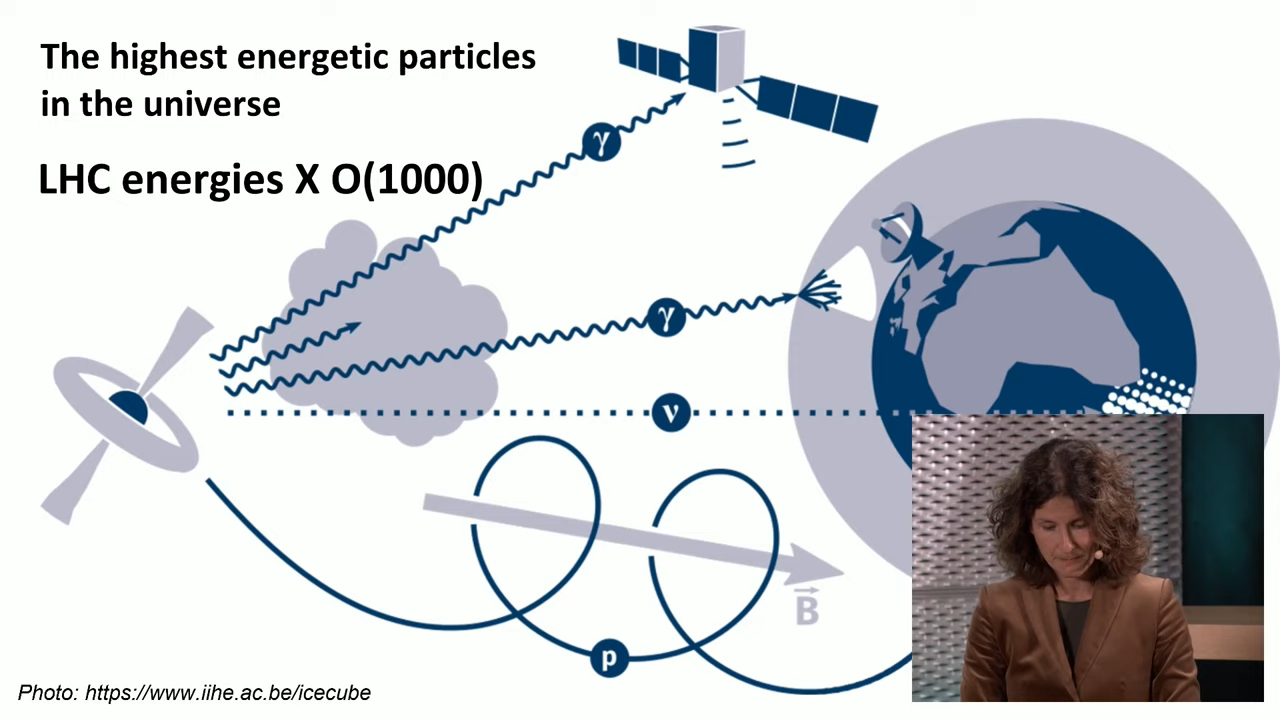 The highest energetic particles
in the universe
LHC energies X O(1000)
γ
γ
ν
B
p
Photo: https://www.iihe.ac.be/icecube